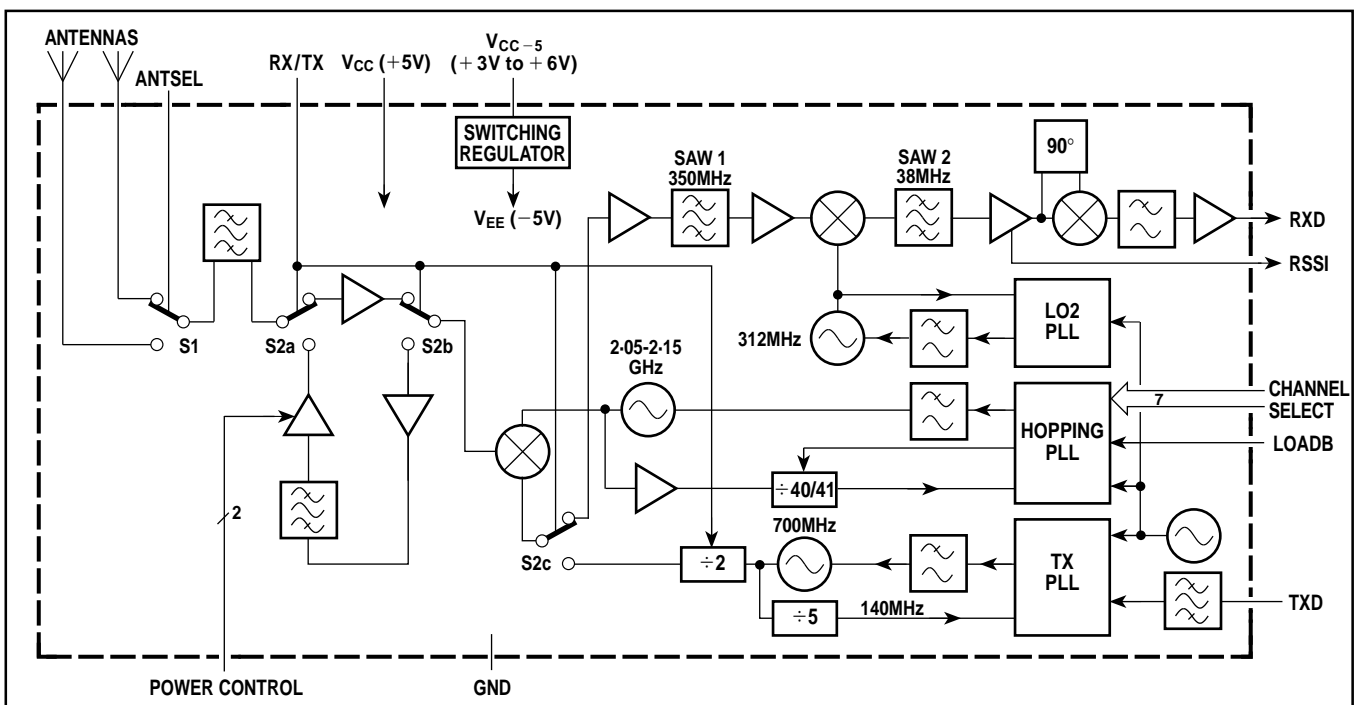 ANTENNAS
ANTSEL
RX/TX
VCC (+5V)
VCC−5
(+3V to +6V)
SWITCHING
REGULATOR
VEE (−5V)
SAW 1
350MHz
SAW 2
38MHz
90°
RXD
RSSI
S1
S2a
S2b
312MHz
LO2
PLL
2·05-2·15
GHz
HOPPING
PLL
7
CHANNEL
SELECT
LOADB
÷40/41
2
S2c
÷2
700MHz
÷5
140MHz
TX
PLL
TXD
POWER CONTROL
GND